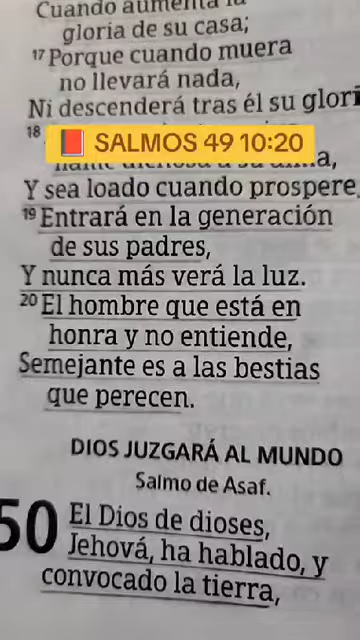 Cuando aumenta la
gloria de su casa;
17 Porque cuando muera
no llevará nada,
Ni descenderá tras él su glori
18
📕 SALMOS 49 10:20
Y sea loado cuando prospere
19 Entrará en la generación
de sus padres,
Y nunca más verá la luz.
20 El hombre que está en
honra y no entiende,
Semejante es a las bestias
que perecen.
DIOS JUZGARÁ AL MUNDO
Salmo de Asaf.
50 El Dios de dioses,
Jehová, ha hablado, y
convocado la tierra,